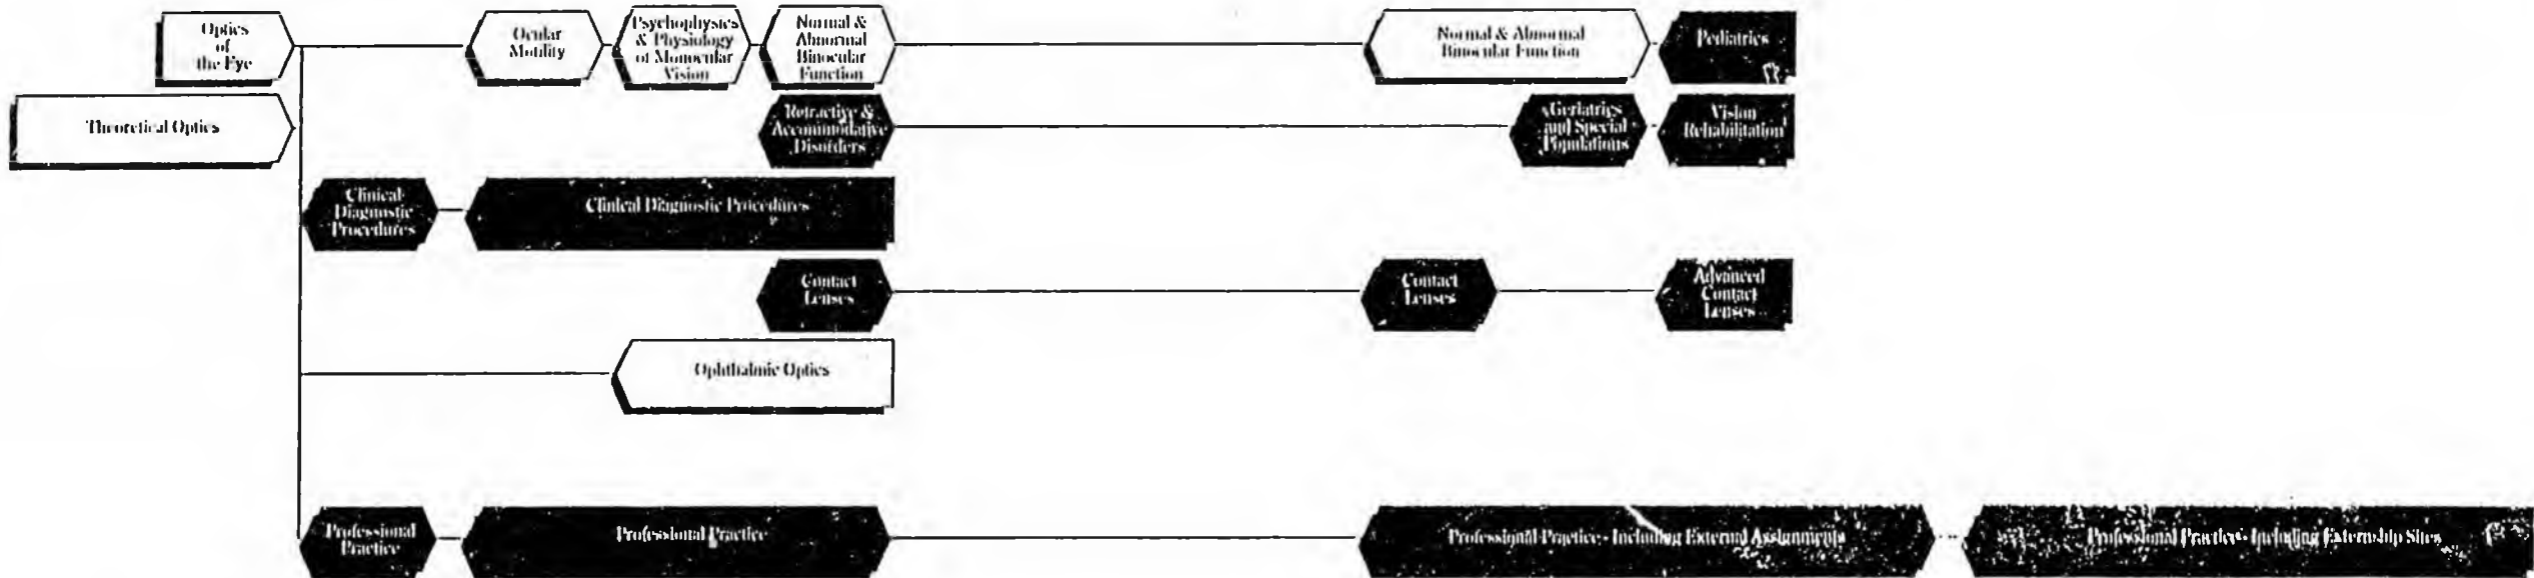 Optics
of
the Eye
Ocular
Motility
Psychophysics
& Physiology
of Monocular
Vision
Normal &
Abnormal
Binocular
Function
Normal & Abnormal
Binocular Function
Pediatrics
Theoretical Optics
Refractive &
Accommodative
Disorders
Geriatrics
and Special
Populations
Vision
Rehabilitation
Clinical
Diagnostic
Procedures
Clinical Diagnostic Procedures
Contact
Lenses
Contact
Lenses
Advanced
Contact
Lenses
Ophthalmic Optics
Professional
Practice
Professional Practice
Professional Practice - Including External Assignments
Professional Practice - Including Externship Sites